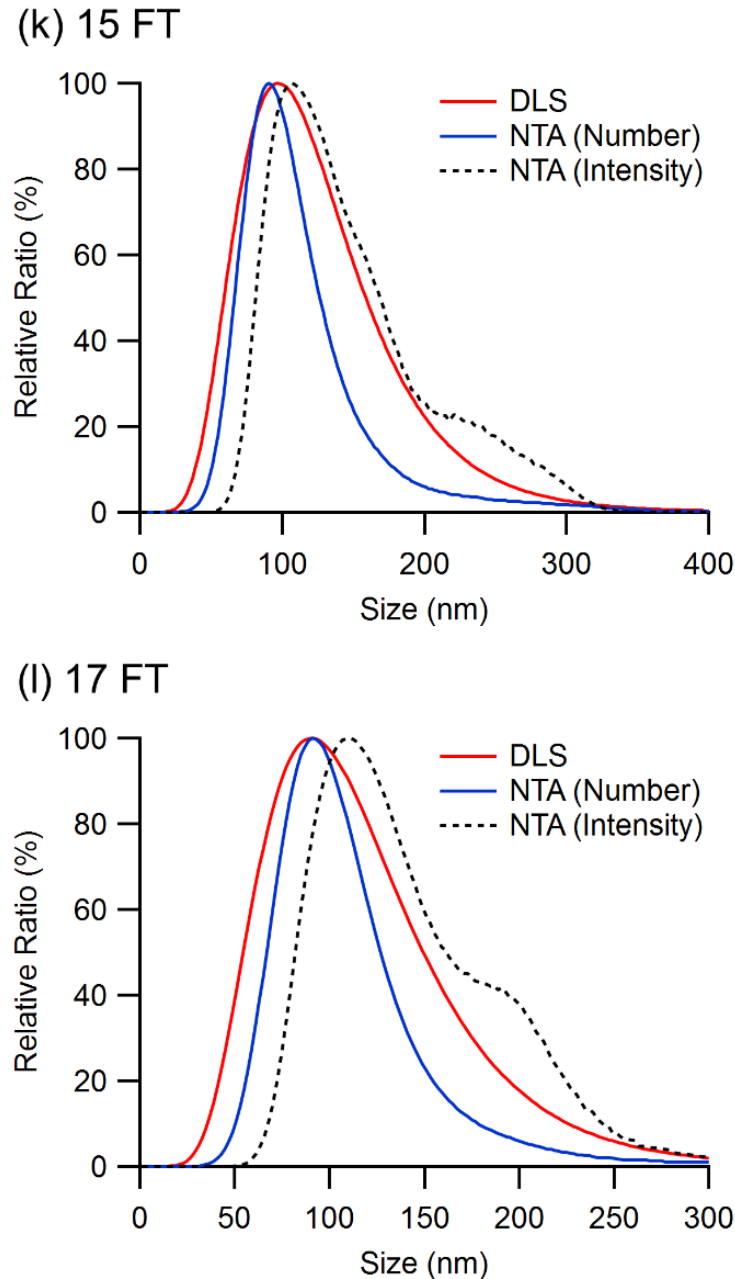 (k) 15 FT
100
80
60
40
20
0
Relative Ratio (%)
DLS
NTA (Number)
NTA (Intensity)
0 100 200 300 400
Size (nm)
(l) 17 FT
100
80
60
40
20
0
Relative Ratio (%)
DLS
NTA (Number)
NTA (Intensity)
0 50 100 150 200 250 300
Size (nm)